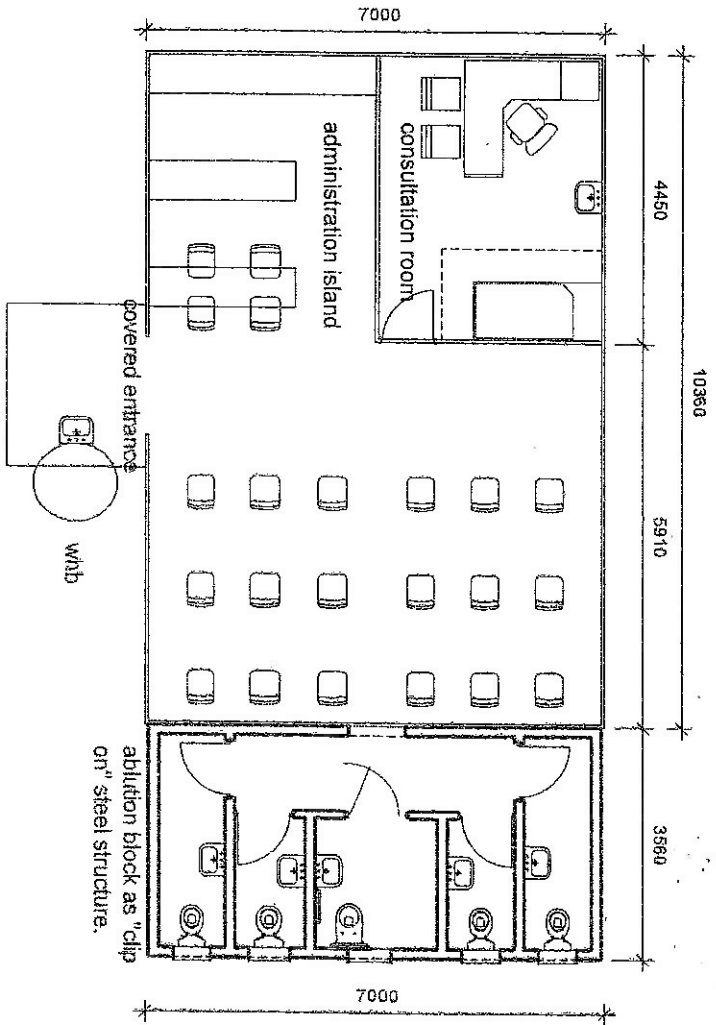 7000
4450
10360
5910
consultation room
administration island
covered entrance
whb
3560
ablution block as "clip
on" steel structure.
7000